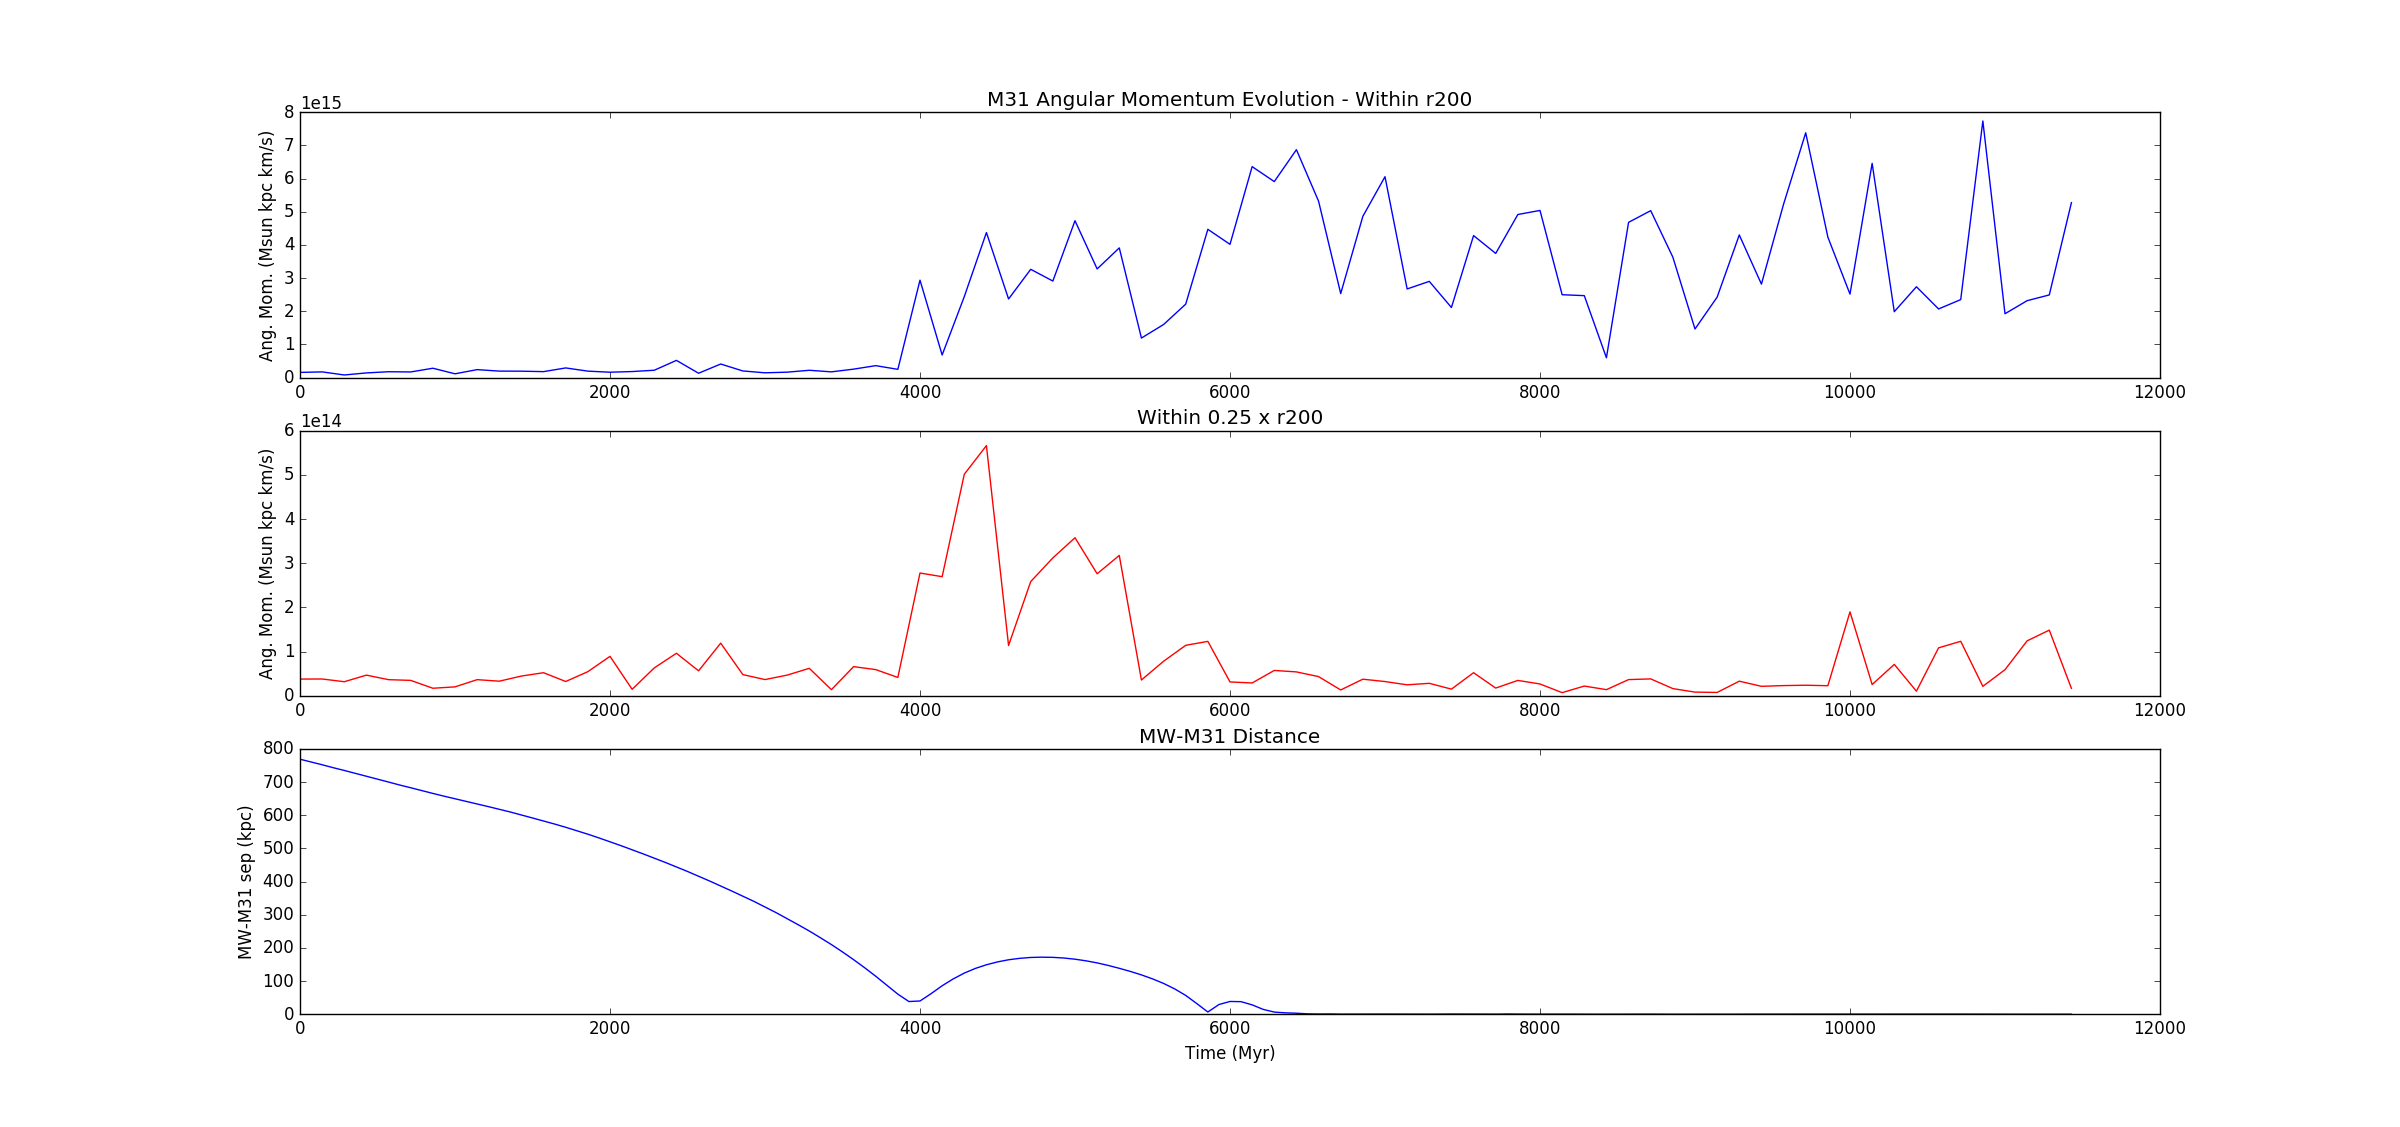 M31 Angular Momentum Evolution - Within r200
1e15
Ang. Mom. (Msun kpc km/s)
8
7
6
5
4
3
2
1
0
0 2000 4000 6000 8000 10000 12000
Within 0.25 x r200
1e14
Ang. Mom. (Msun kpc km/s)
6
5
4
3
2
1
0
0 2000 4000 6000 8000 10000 12000
MW-M31 Distance
MW-M31 sep (kpc)
800
700
600
500
400
300
200
100
0
0 2000 4000 6000 8000 10000 12000
Time (Myr)